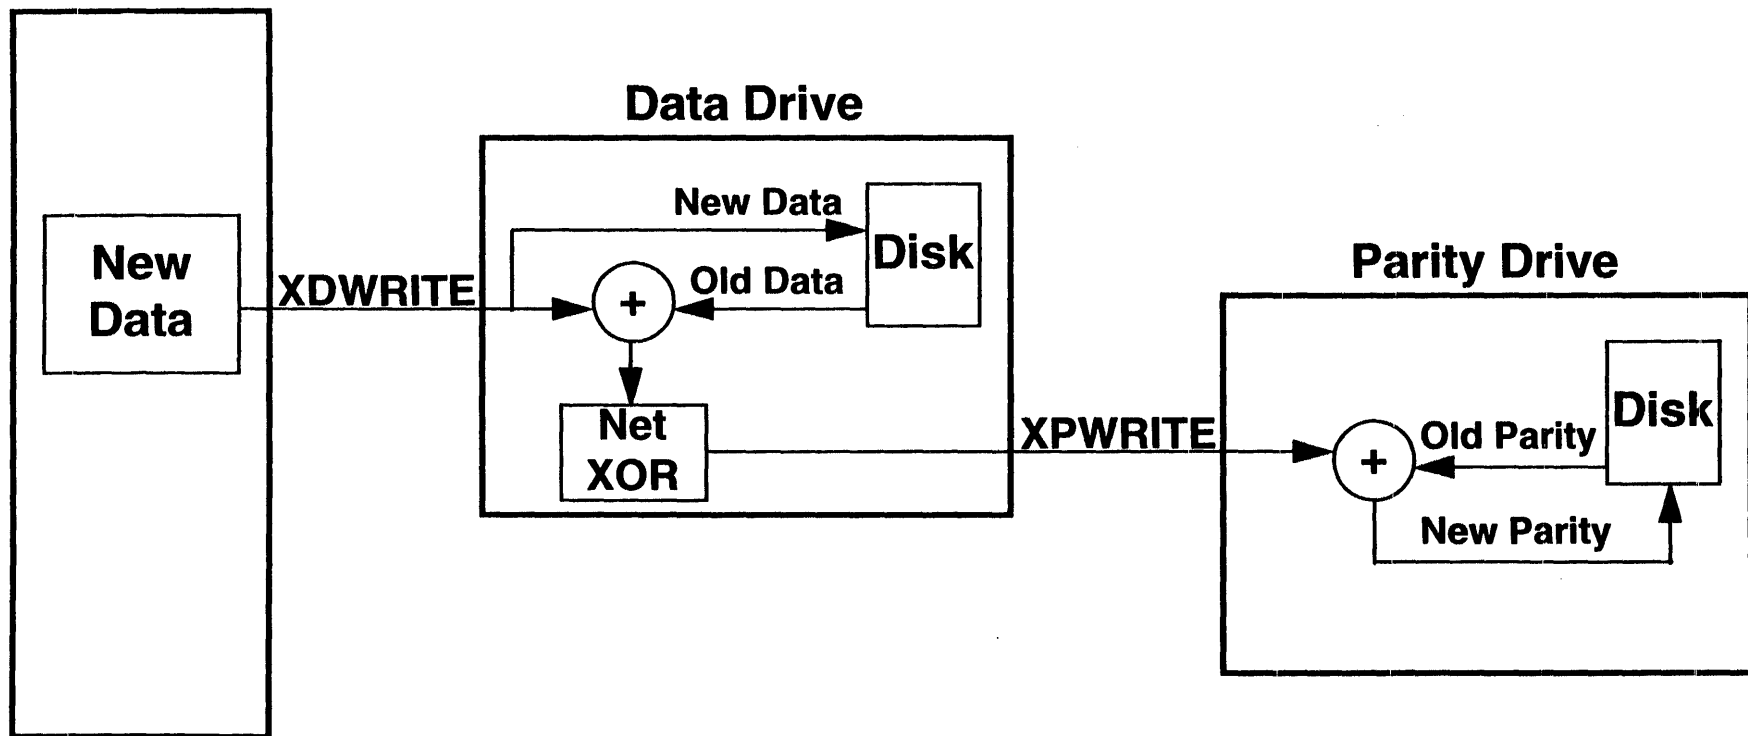 New
Data
XDWRITE
Data Drive
New Data
Disk
Old Data
+
Net
XOR
XPWRITE
Parity Drive
Disk
Old Parity
+
New Parity